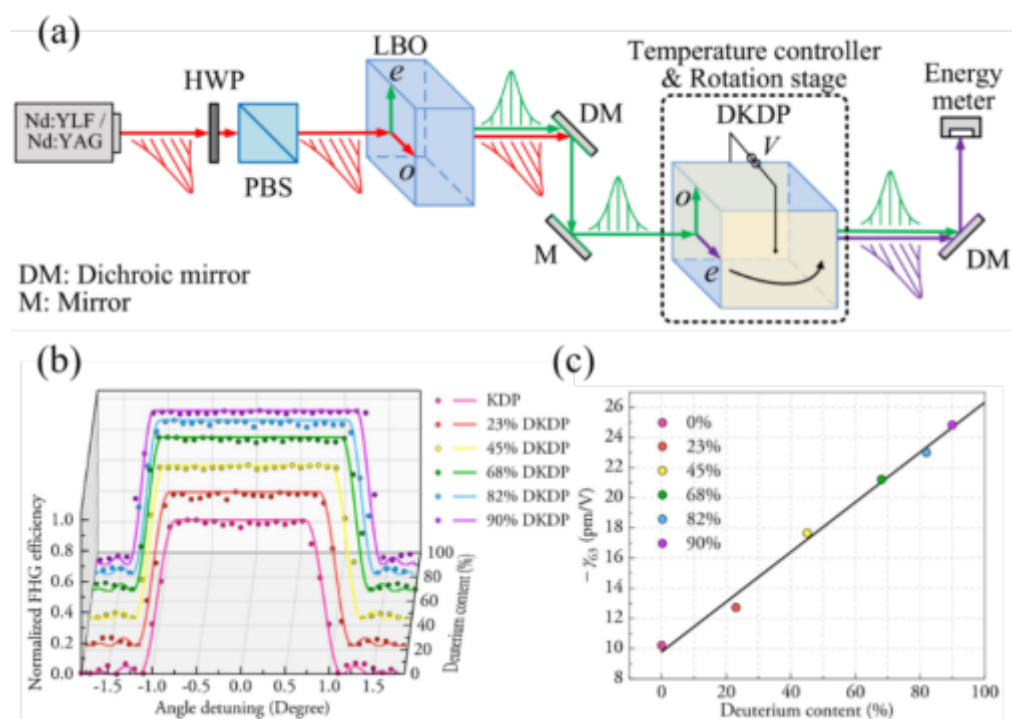 (a)
LBO
HWP
Nd:YLF /
Nd:YAG
PBS
e
o
DM
M
Temperature controller
& Rotation stage
DKDP
V
o
e
Energy
meter
DM
DM: Dichroic mirror
M: Mirror
(b)
KDP
23% DKDP
45% DKDP
68% DKDP
82% DKDP
90% DKDP
Normalized FHG efficiency
1.0
0.8
0.6
0.4
0.2
0.0
-1.5
-1.0
-0.5
0.0
0.5
1.0
1.5
Angle detuning (Degree)
100
80
60
40
20
0
Deuterium content (%)
(c)
− γ63 (pm/V)
26
24
22
20
18
16
14
12
10
8
0%
23%
45%
68%
82%
90%
0
20
40
60
80
100
Deuterium content (%)